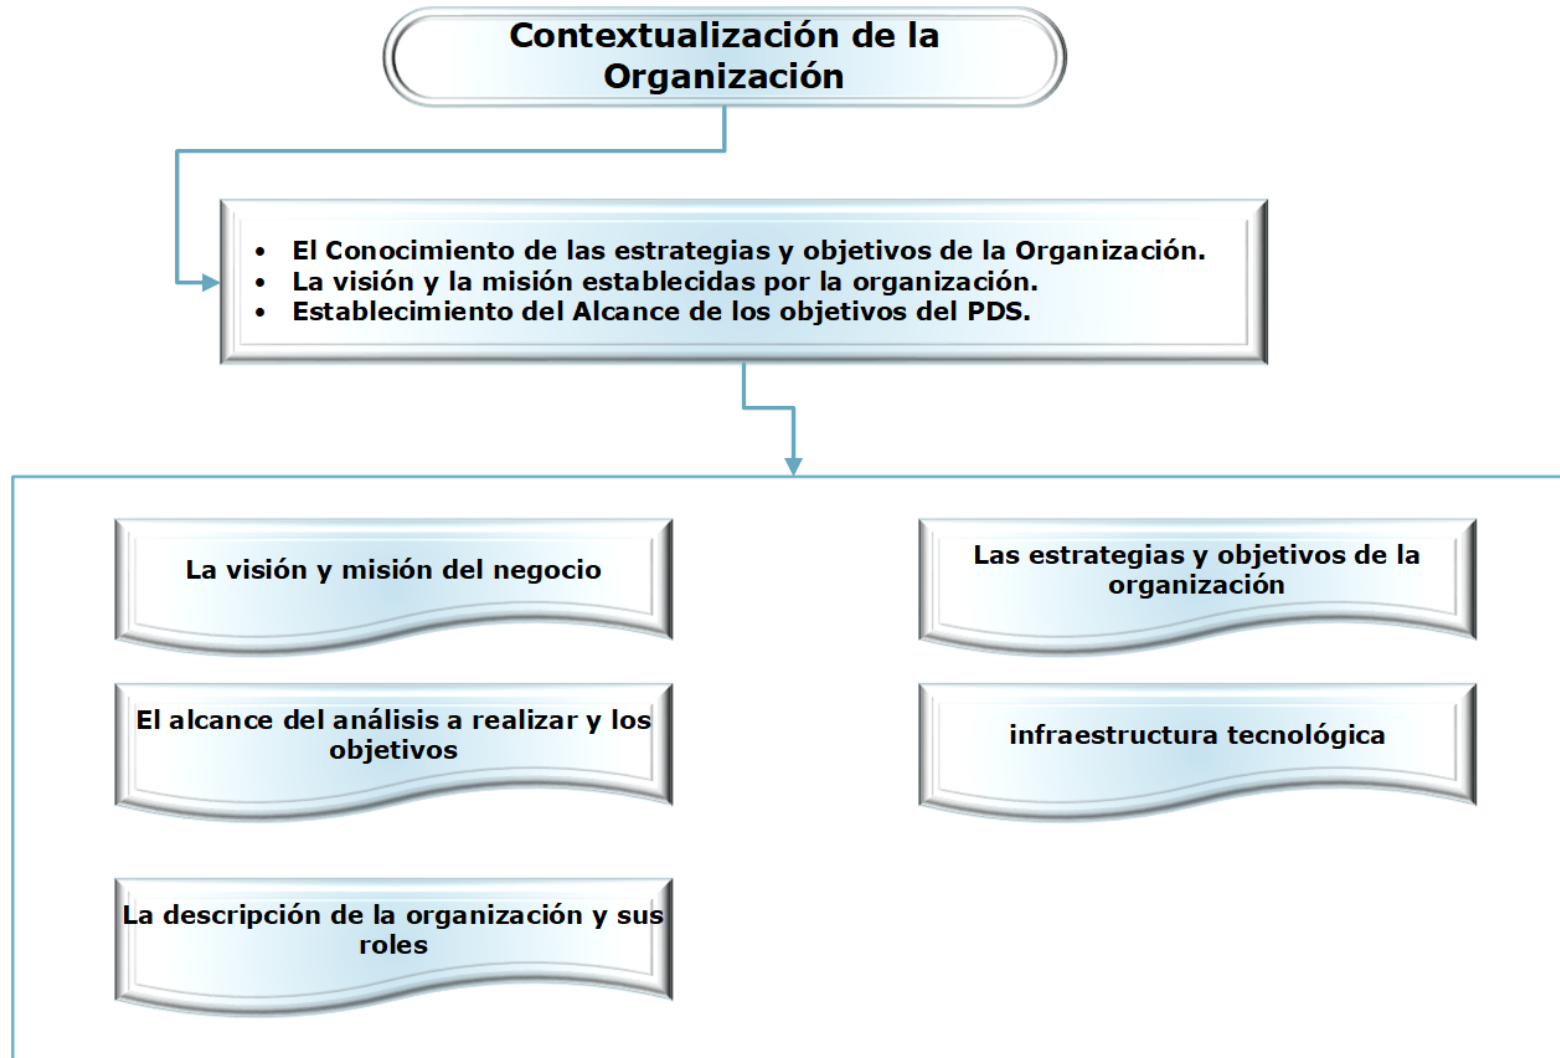 Contextualización de la
Organización
• El Conocimiento de las estrategias y objetivos de la Organización.
• La visión y la misión establecidas por la organización.
• Establecimiento del Alcance de los objetivos del PDS.
La visión y misión del negocio
Las estrategias y objetivos de la
organización
El alcance del análisis a realizar y los
objetivos
infraestructura tecnológica
La descripción de la organización y sus
roles